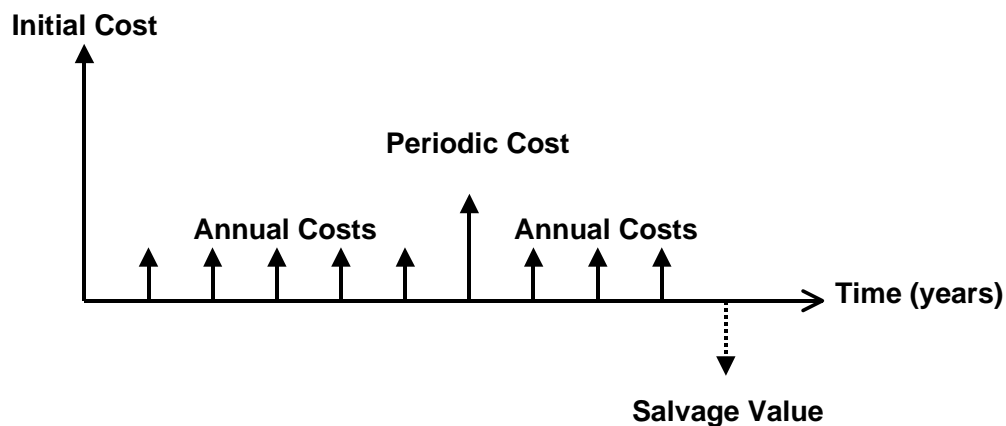 Initial Cost
Periodic Cost
Annual Costs
Annual Costs
Time (years)
Salvage Value